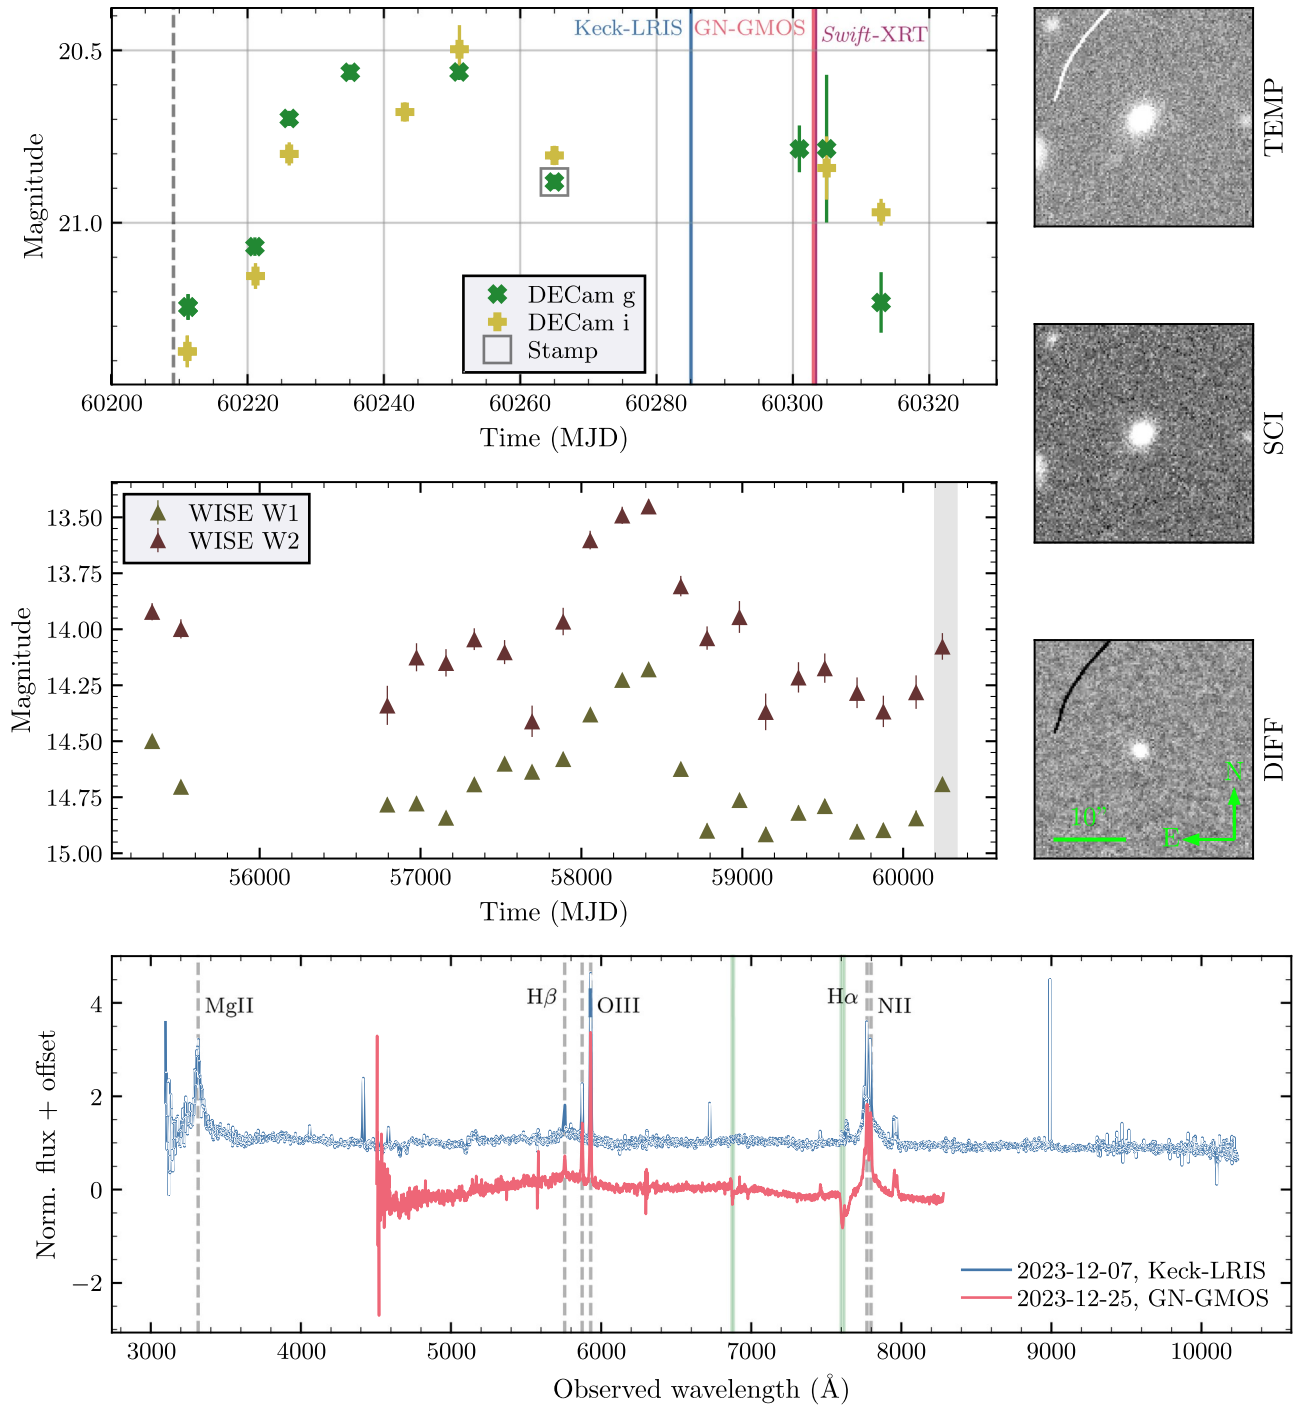 Keck-LRIS
GN-GMOS
Swift-XRT
20.5
21.0
Magnitude
DECam g
DECam i
Stamp
60200
60220
60240
60260
60280
60300
60320
Time (MJD)
TEMP
SCI
DIFF
N
E
10"
WISE W1
WISE W2
13.50
13.75
14.00
14.25
14.50
14.75
15.00
Magnitude
56000
57000
58000
59000
60000
Time (MJD)
MgII
Hβ
OIII
Hα
NII
4
2
0
−2
Norm. flux + offset
2023-12-07, Keck-LRIS
2023-12-25, GN-GMOS
3000
4000
5000
6000
7000
8000
9000
10000
Observed wavelength (Å)